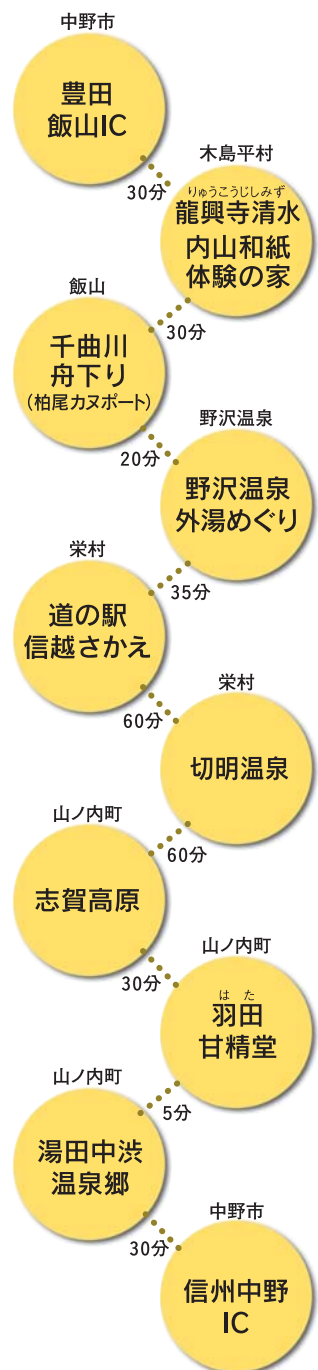 中野市
豊田
飯山IC
30分
木島平村
りゅうこうじしみず
龍興寺清水
内山和紙
体験の家
30分
飯山
千曲川
舟下り
(柏尾カヌポート)
20分
野沢温泉
野沢温泉
外湯めぐり
35分
栄村
道の駅
信越さかえ
60分
栄村
切明温泉
60分
山ノ内町
志賀高原
30分
山ノ内町
はた
羽田
甘精堂
5分
山ノ内町
湯田中渋
温泉郷
30分
中野市
信州中野
IC